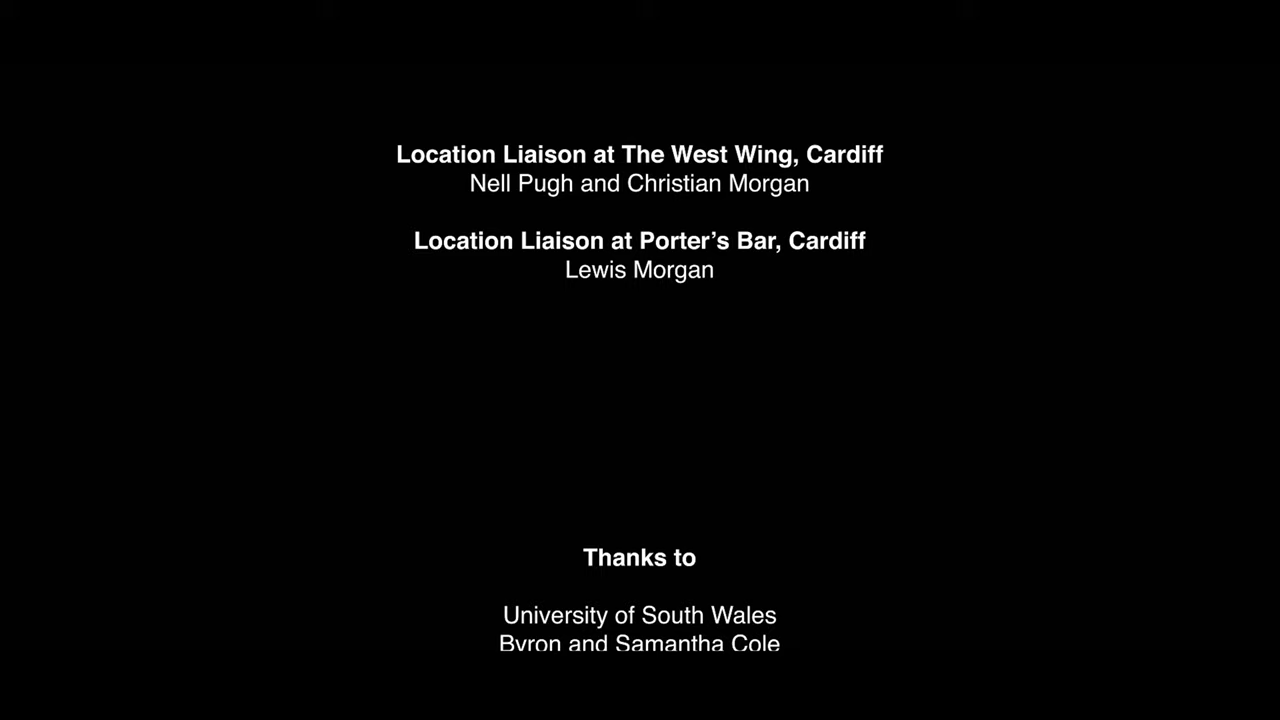 Location Liaison at The West Wing, Cardiff
Nell Pugh and Christian Morgan
Location Liaison at Porter’s Bar, Cardiff
Lewis Morgan
Thanks to
University of South Wales
Byron and Samantha Cole